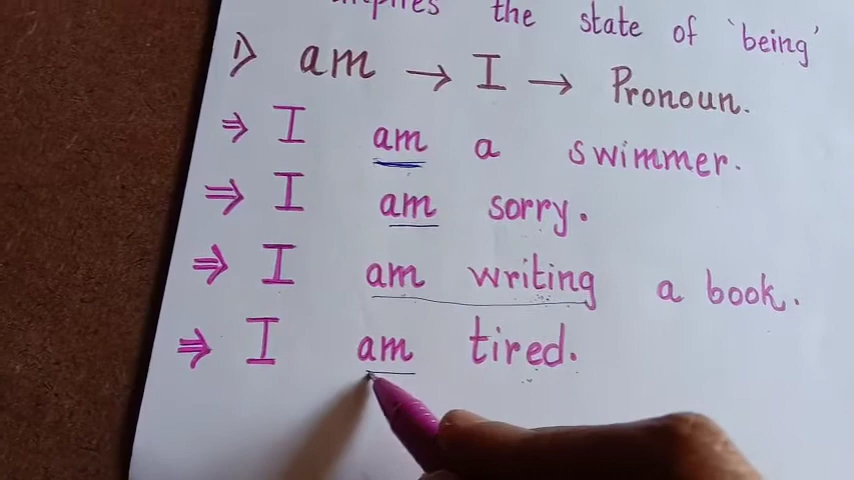 the state of 'being'
1) am → I → Pronoun.
⇒ I am a swimmer.
⇒ I am sorry.
⇒ I am writing a book.
⇒ I am tired.